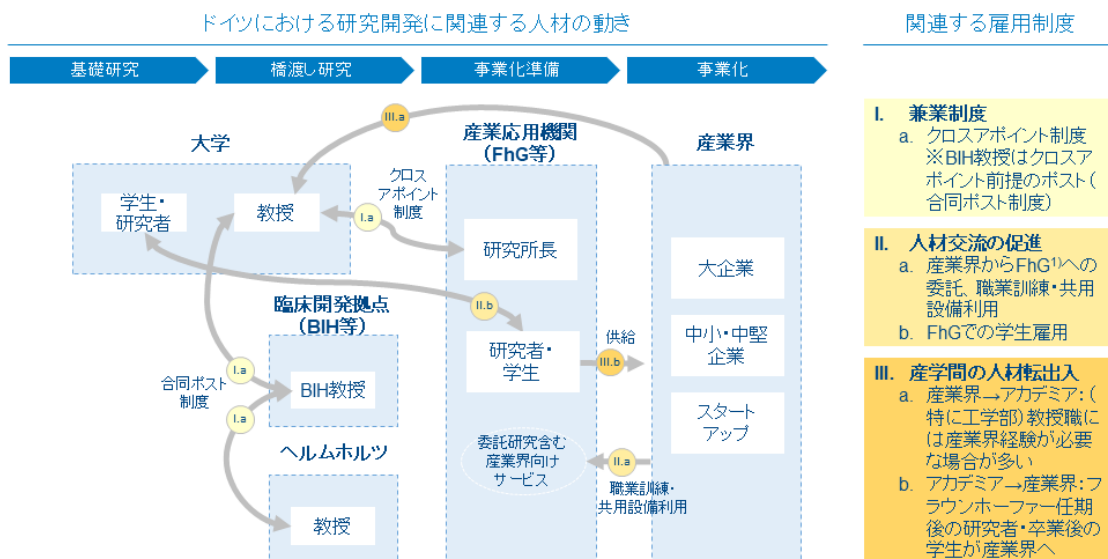 ドイツにおける研究開発に関連する人材の動き
関連する雇用制度
基礎研究
橋渡し研究
事業化準備
事業化
大学
学生・
研究者
教授
III.a
クロス
アポイント
制度
I.a
産業応用機関
(FhG等)
研究所長
II.b
研究者・
学生
委託研究含む
産業界向け
サービス
産業界
大企業
中小・中堅
企業
スタート
アップ
供給
III.b
II.a
職業訓練・
共用設備利用
臨床開発拠点
(BIH等)
I.a
合同ポスト
制度
I.a
BIH教授
ヘルムホルツ
教授
I. 兼業制度
a. クロスアポイント制度
※BIH教授はクロスア
ポイント前提のポスト(
合同ポスト制度)
II. 人材交流の促進
a. 産業界からFhG1)への
委託、職業訓練・共用
設備利用
b. FhGでの学生雇用
III. 産学間の人材転出入
a. 産業界→アカデミア:(
特に工学部)教授職に
は産業界経験が必要
な場合が多い
b. アカデミア→産業界:フ
ラウンホーファー任期
後の研究者・卒業後の
学生が産業界へ